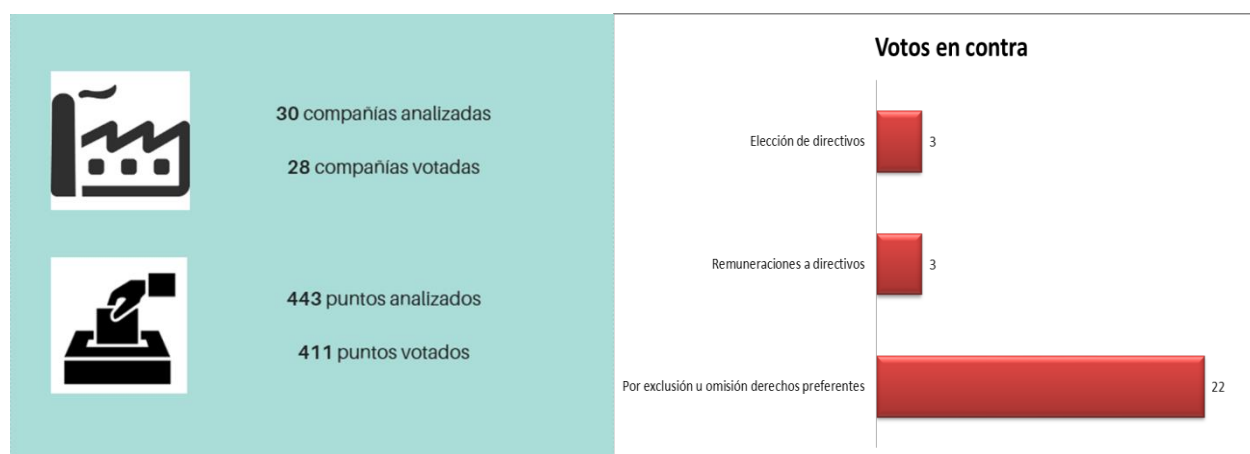 30 compañías analizadas
28 compañías votadas
443 puntos analizados
411 puntos votados
Votos en contra
Elección de directivos
3
Remuneraciones a directivos
3
Por exclusión u omisión derechos preferentes
22